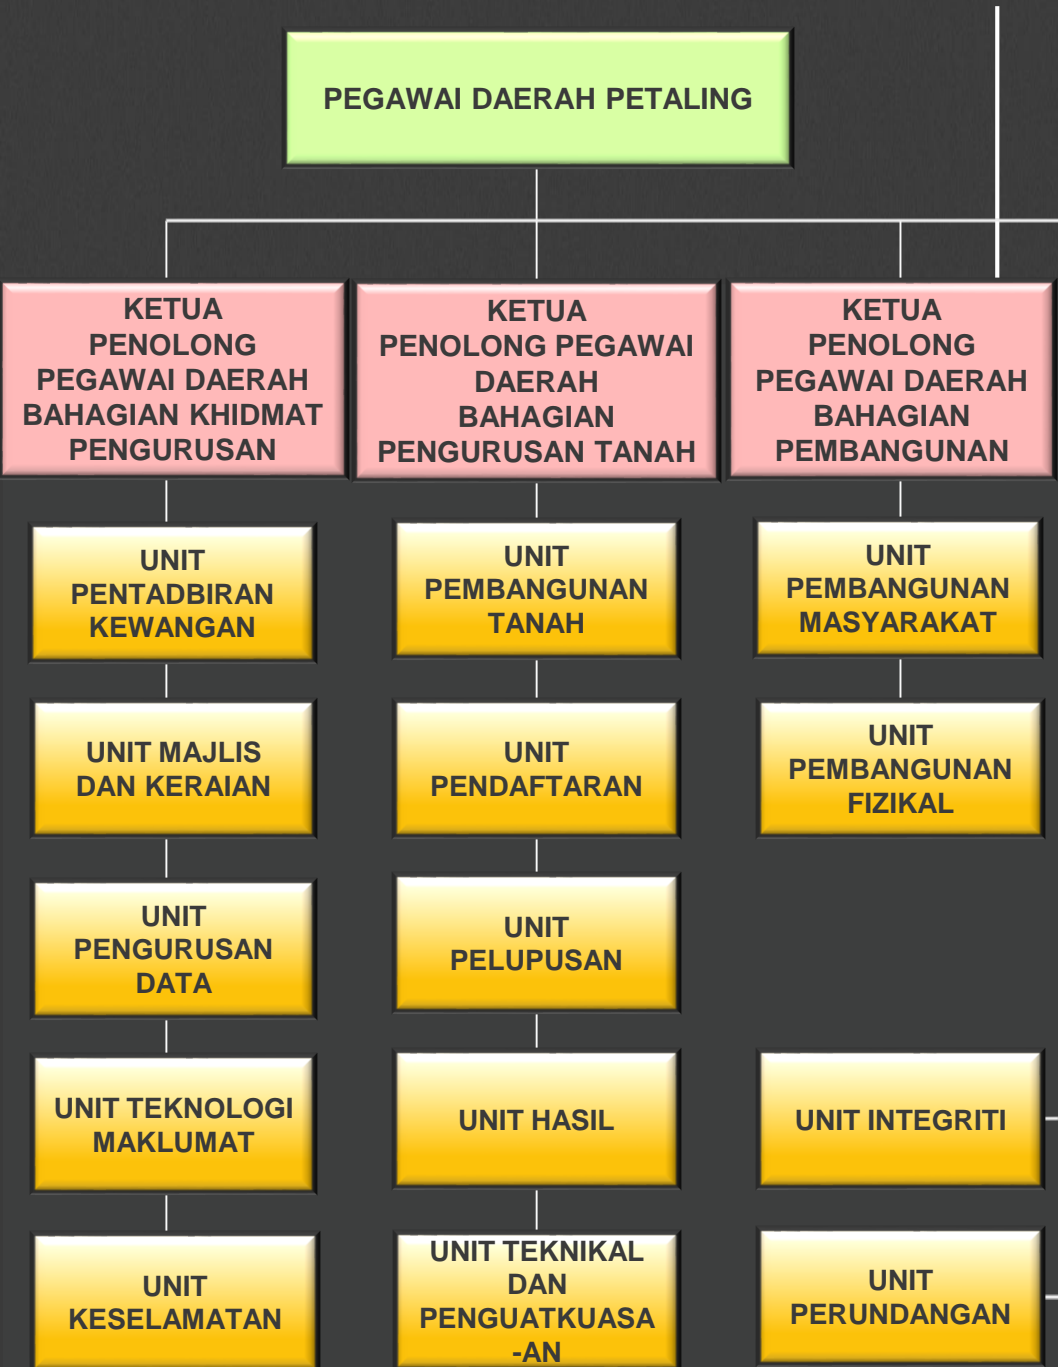 PEGAWAI DAERAH PETALING
KETUA
PENOLONG
PEGAWAI DAERAH
BAHAGIAN KHIDMAT
PENGURUSAN
KETUA
PENOLONG PEGAWAI
DAERAH
BAHAGIAN
PENGURUSAN TANAH
KETUA
PENOLONG
PEGAWAI DAERAH
BAHAGIAN
PEMBANGUNAN
UNIT
PENTADBIRAN
KEWANGAN
UNIT
PEMBANGUNAN
TANAH
UNIT
PEMBANGUNAN
MASYARAKAT
UNIT MAJLIS
DAN KERAIAN
UNIT
PENDAFTARAN
UNIT
PEMBANGUNAN
FIZIKAL
UNIT
PENGURUSAN
DATA
UNIT
PELUPUSAN
UNIT TEKNOLOGI
MAKLUMAT
UNIT HASIL
UNIT INTEGRITI
UNIT
KESELAMATAN
UNIT TEKNIKAL
DAN
PENGUATKUASA
-AN
UNIT
PERUNDANGAN